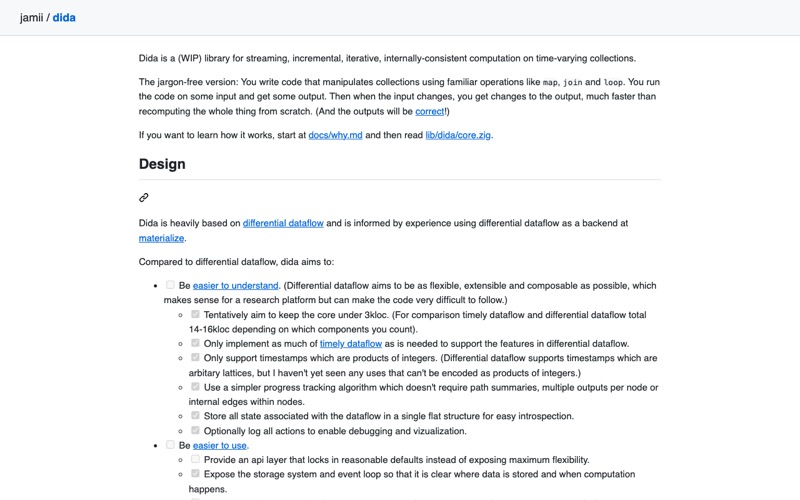 jamii / dida
Dida is a (WIP) library for streaming, incremental, iterative, internally-consistent computation on time-varying collections.
The jargon-free version: You write code that manipulates collections using familiar operations like map, join and loop. You run
the code on some input and get some output. Then when the input changes, you get changes to the output, much faster than
recomputing the whole thing from scratch. (And the outputs will be correct!)
If you want to learn how it works, start at docs/why.md and then read lib/dida/core.zig.
Design
Dida is heavily based on differential dataflow and is informed by experience using differential dataflow as a backend at
materialize.
Compared to differential dataflow, dida aims to:
Be easier to understand. (Differential dataflow aims to be as flexible, extensible and composable as possible, which
makes sense for a research platform but can make the code very difficult to follow.)
Tentatively aim to keep the core under 3kloc. (For comparison timely dataflow and differential dataflow total
14-16kloc depending on which components you count).
Only implement as much of timely dataflow as is needed to support the features in differential dataflow.
Only support timestamps which are products of integers. (Differential dataflow supports timestamps which are
arbitary lattices, but I haven't yet seen any uses that can't be encoded as products of integers.)
Use a simpler progress tracking algorithm which doesn't require path summaries, multiple outputs per node or
internal edges within nodes.
Store all state associated with the dataflow in a single flat structure for easy introspection.
Optionally log all actions to enable debugging and vizualization.
Be easier to use.
Provide an api layer that locks in reasonable defaults instead of exposing maximum flexibility.
Expose the storage system and event loop so that it is clear where data is stored and when computation
happens.